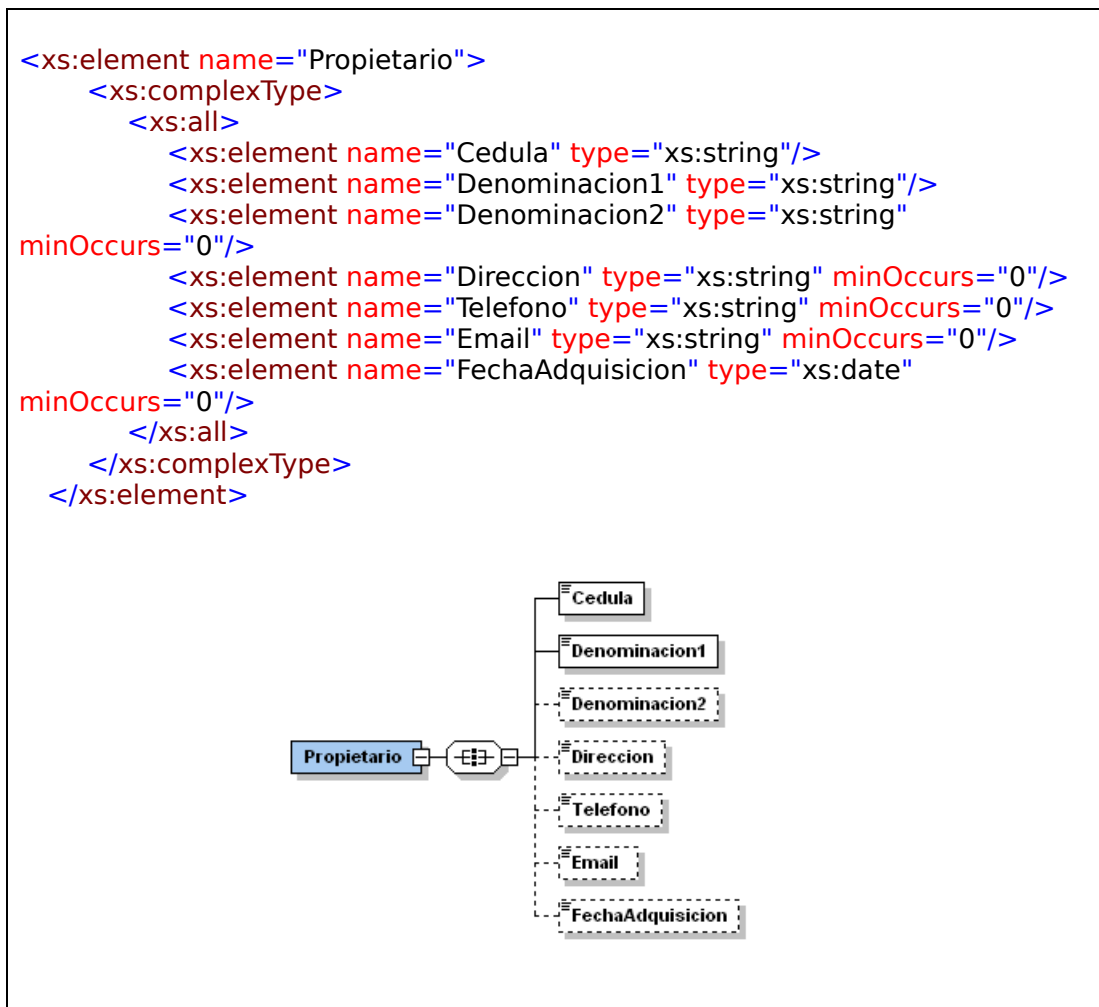 <xs:element name="Propietario">
<xs:complexType>
<xs:all>
<xs:element name="Cedula" type="xs:string"/>
<xs:element name="Denominacion1" type="xs:string"/>
<xs:element name="Denominacion2" type="xs:string"
minOccurs="0"/>
<xs:element name="Direccion" type="xs:string" minOccurs="0"/>
<xs:element name="Telefono" type="xs:string" minOccurs="0"/>
<xs:element name="Email" type="xs:string" minOccurs="0"/>
<xs:element name="FechaAdquisicion" type="xs:date"
minOccurs="0"/>
</xs:all>
</xs:complexType>
</xs:element>
Cedula
Denominacion1
Denominacion2
Propietario
Direccion
Telefono
Email
FechaAdquisicion